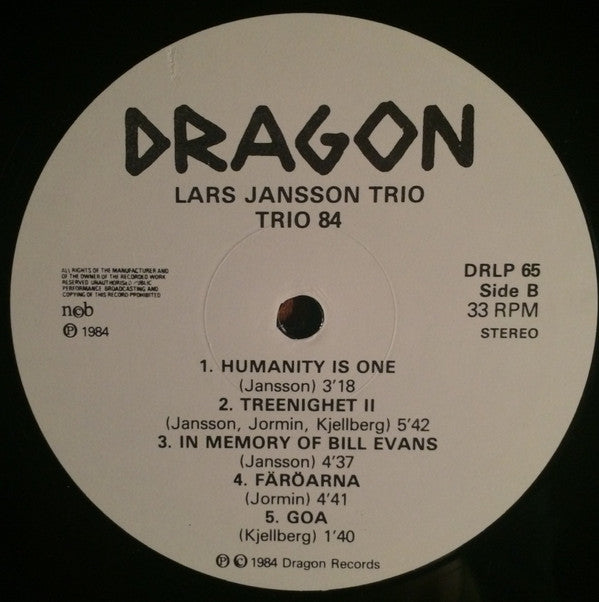 DRAGON
LARS JANSSON TRIO
TRIO 84
ALL RIGHTS OF THE MANUFACTURER AND
OF THE OWNER OF THE RECORDED WORK
RESERVED UNAUTHORISED PUBLIC
PERFORMANCE BROADCASTING AND
COPYING OF THIS RECORD PROHIBITED
n©b
℗ 1984
DRLP 65
Side B
33 RPM
STEREO
1. HUMANITY IS ONE
(Jansson) 3'18
2. TREENIGHET II
(Jansson, Jormin, Kjellberg) 5'42
3. IN MEMORY OF BILL EVANS
(Jansson) 4'37
4. FÄRÖARNA
(Jormin) 4'41
5. GOA
(Kjellberg) 1'40
℗ © 1984 Dragon Records